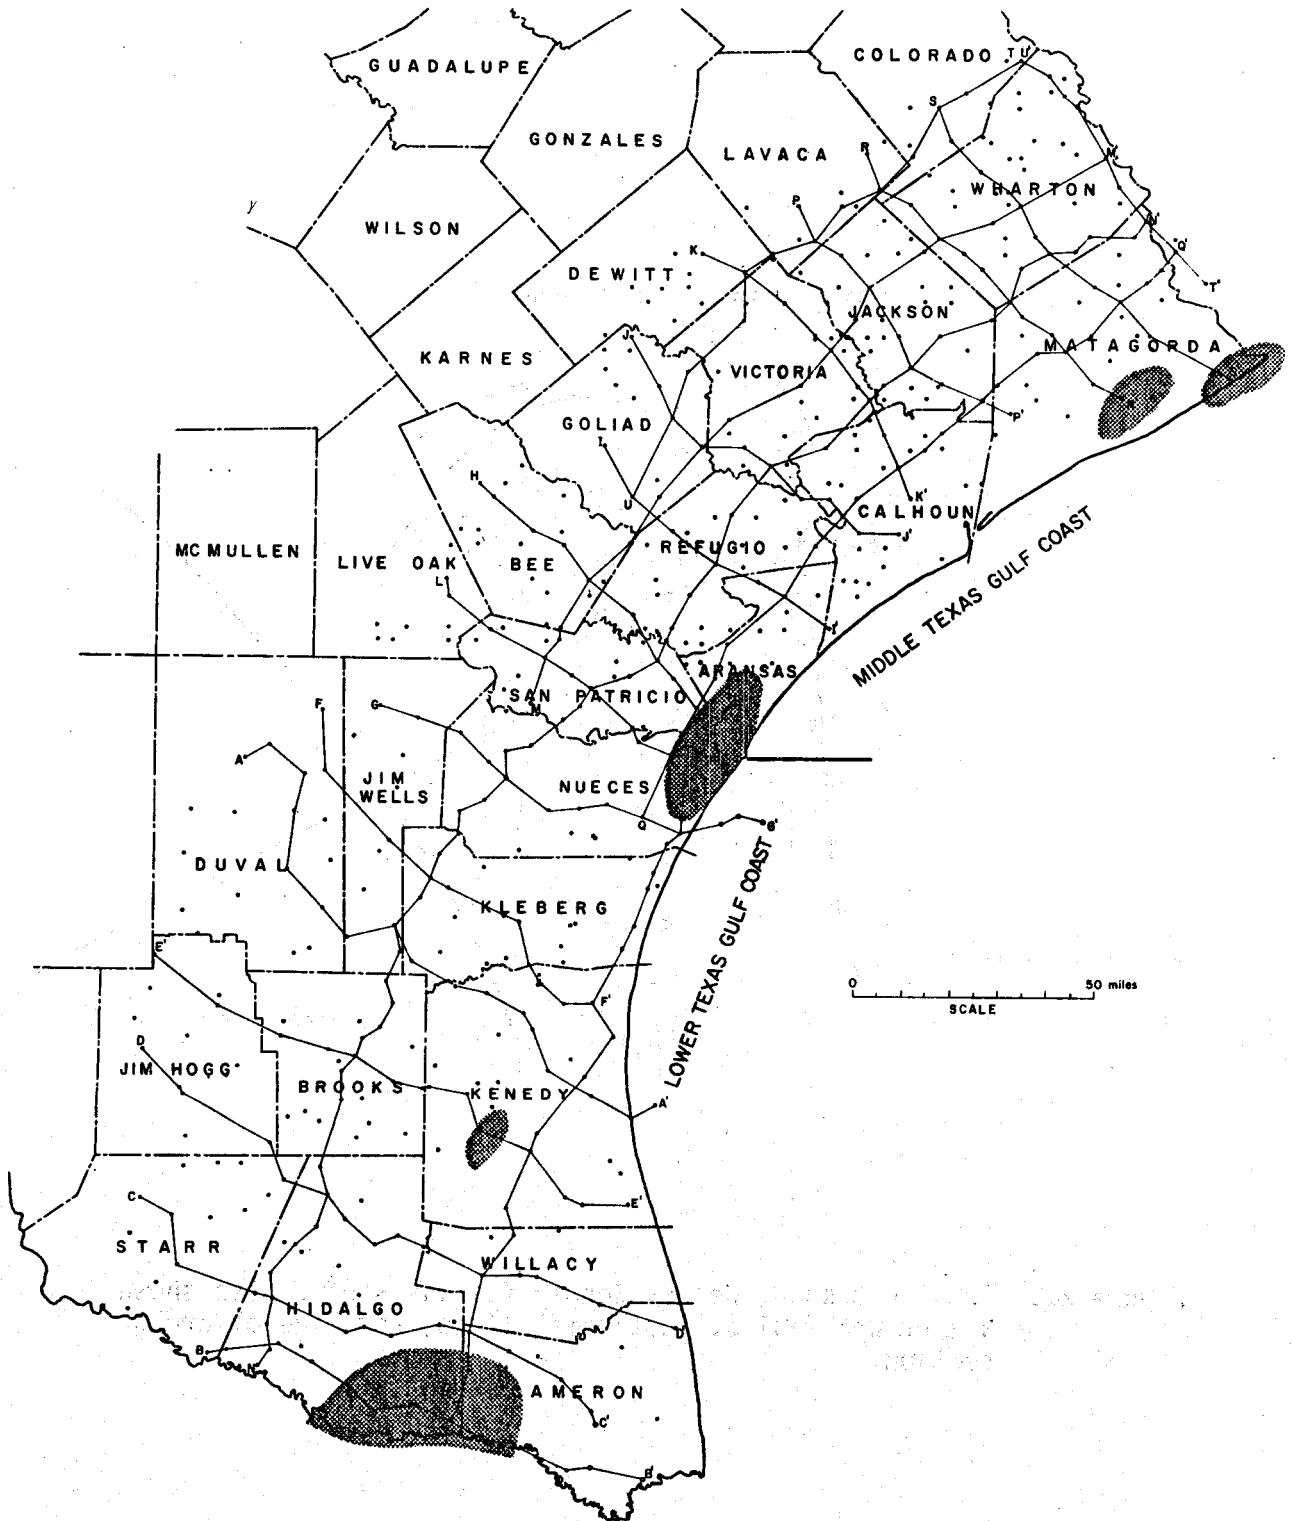 COLORADO
T U'
GUADALUPE
S
GONZALES
LAVACA
R
M'
WHARTON
P
y
WILSON
N'
Q'
K
DEWITT
T'
JACKSON
J
MATAGORDA
KARNES
VICTORIA
GOLIAD
P'
I
H
K'
U
CALHOUN
J'
MCMULLEN
LIVE OAK
BEE
REFUGIO
L
MIDDLE TEXAS GULF COAST
I'
ARANSAS
SAN PATRICIO
F
G
M
A
JIM
WELLS
NUECES
Q
G'
DUVAL
LOWER TEXAS GULF COAST
KLEBERG
E'
0
50 miles
SCALE
F'
D
JIM HOGG
BROOKS
KENEDY
A'
C
E'
STARR
WILLACY
HIDALGO
D'
B
N
AMERON
C'
B'